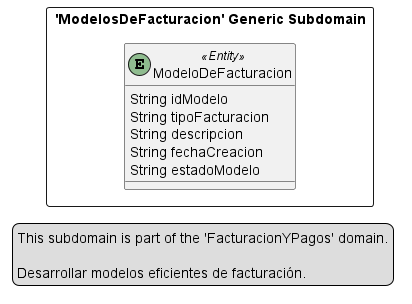 'ModelosDeFacturacion' Generic Subdomain
«Entity»
E
ModeloDeFacturacion
String idModelo
String tipoFacturacion
String descripcion
String fechaCreacion
String estadoModelo
This subdomain is part of the 'FacturacionYPagos' domain.
Desarrollar modelos eficientes de facturación.